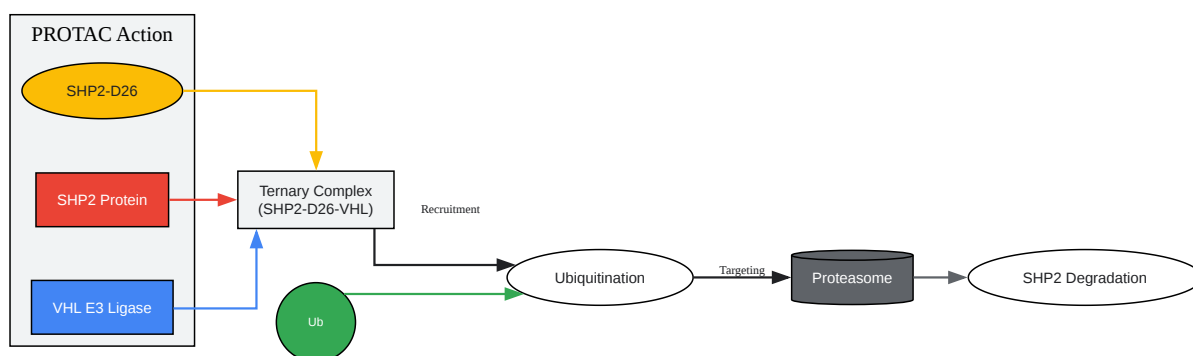 PROTAC Action
SHP2-D26
SHP2 Protein
VHL E3 Ligase
Ternary Complex
(SHP2-D26-VHL)
Recruitment
Ub
Ubiquitination
Targeting
Proteasome
SHP2 Degradation